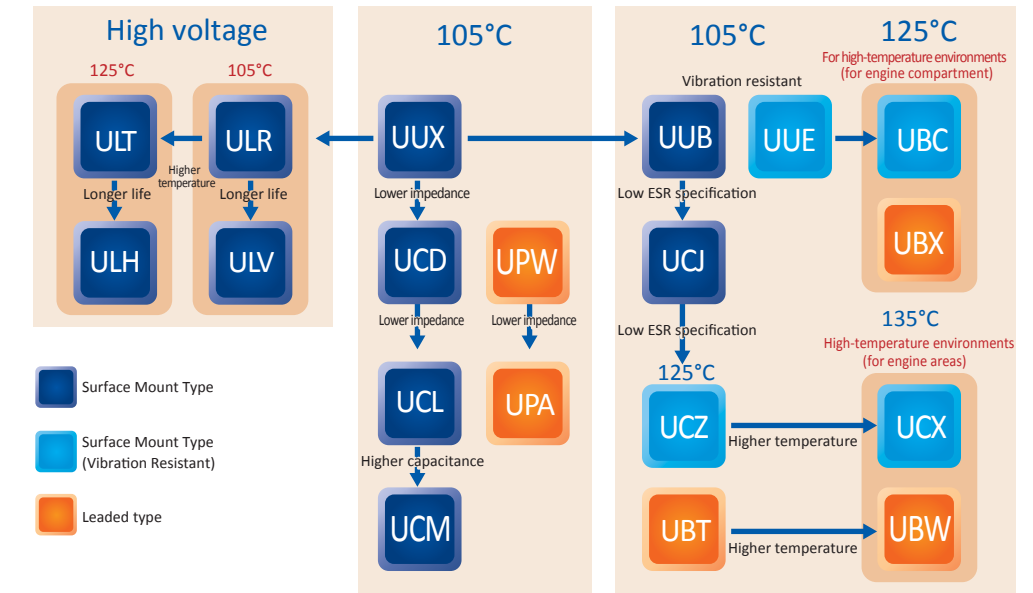 High voltage
125°C
105°C
ULT
ULR
Higher
temperature
Longer life
Longer life
ULH
ULV
Surface Mount Type
Surface Mount Type
(Vibration Resistant)
Leaded type
105°C
UUX
Lower impedance
UCD
UPW
Lower impedance
Lower impedance
UCL
UPA
Higher capacitance
UCM
105°C
Vibration resistant
UUB
UUE
Low ESR specification
UCJ
Low ESR specification
125°C
UCZ
Higher temperature
UBT
Higher temperature
125°C
For high-temperature environments
(for engine compartment)
UBC
UBX
135°C
High-temperature environments
(for engine areas)
UCX
UBW